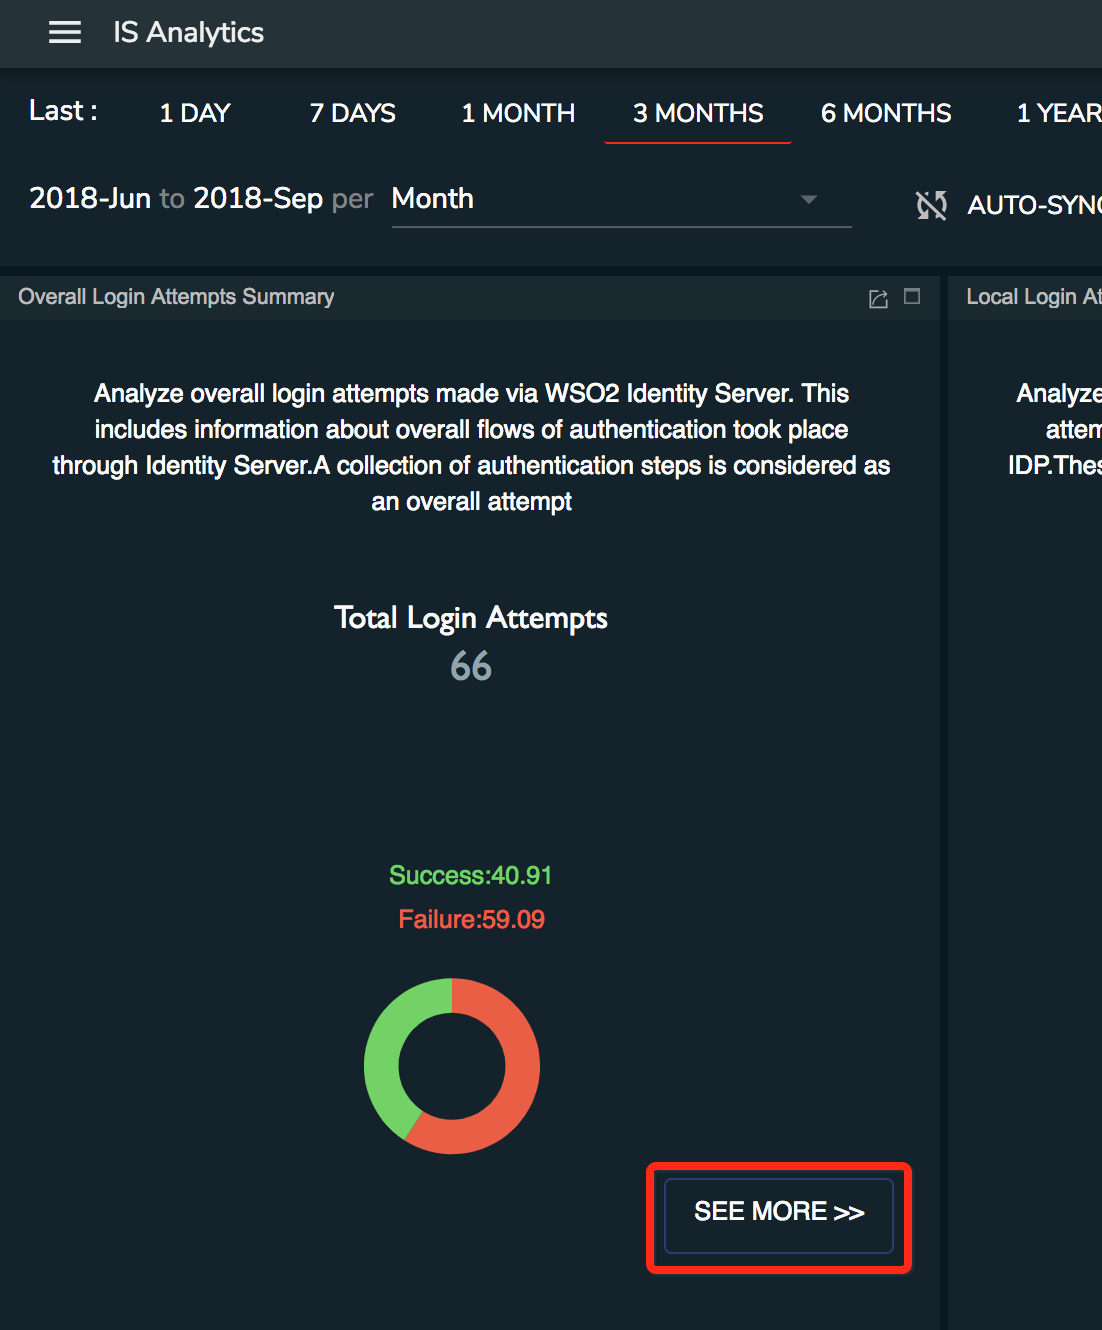 IS Analytics
Last : 1 DAY 7 DAYS 1 MONTH 3 MONTHS 6 MONTHS 1 YEAR
2018-Jun to 2018-Sep per Month AUTO-SYNC
Overall Login Attempts Summary Local Login At
Analyze overall login attempts made via WSO2 Identity Server. This
includes information about overall flows of authentication took place
through Identity Server.A collection of authentication steps is considered as
an overall attempt
Analyze
attem
IDP.Thes
Total Login Attempts
66
Success:40.91
Failure:59.09
SEE MORE >>